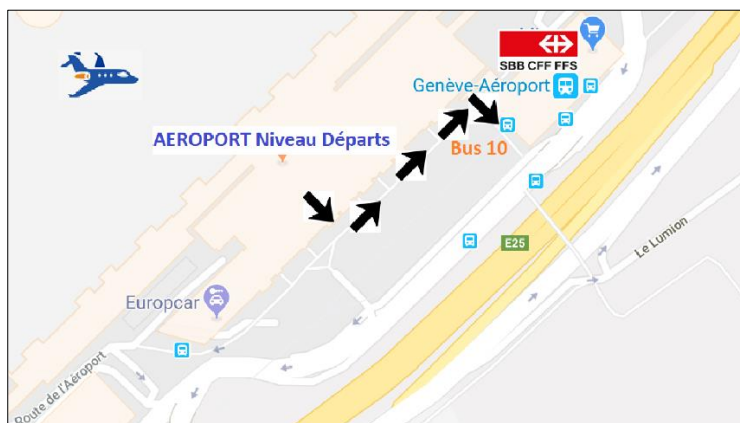 SBB CFF FFS
Genève-Aéroport
AEROPORT Niveau Départs
Bus 10
E25
Le Lumion
Europcar
Route de l'Aéroport